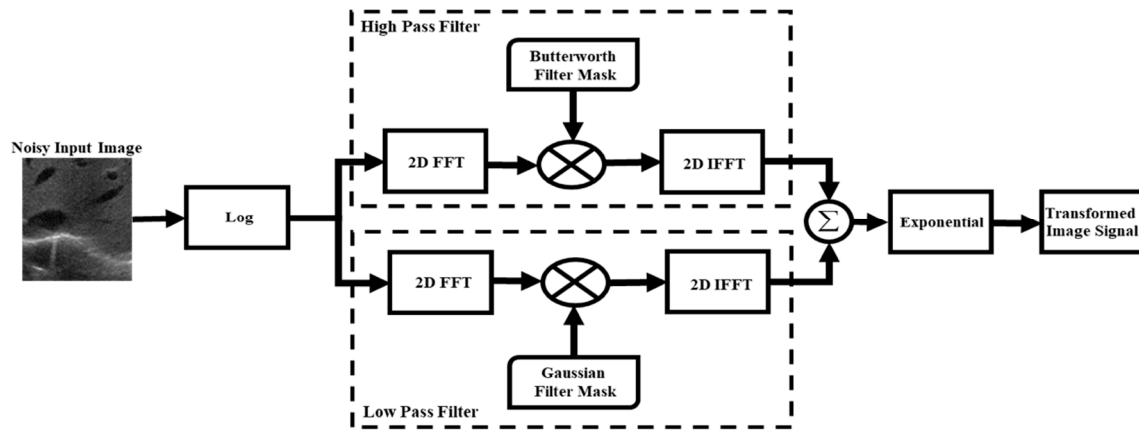 High Pass Filter
Butterworth
Filter Mask
Noisy Input Image
2D FFT
2D IFFT
Log
Σ
Exponential
Transformed
Image Signal
2D FFT
2D IFFT
Gaussian
Filter Mask
Low Pass Filter